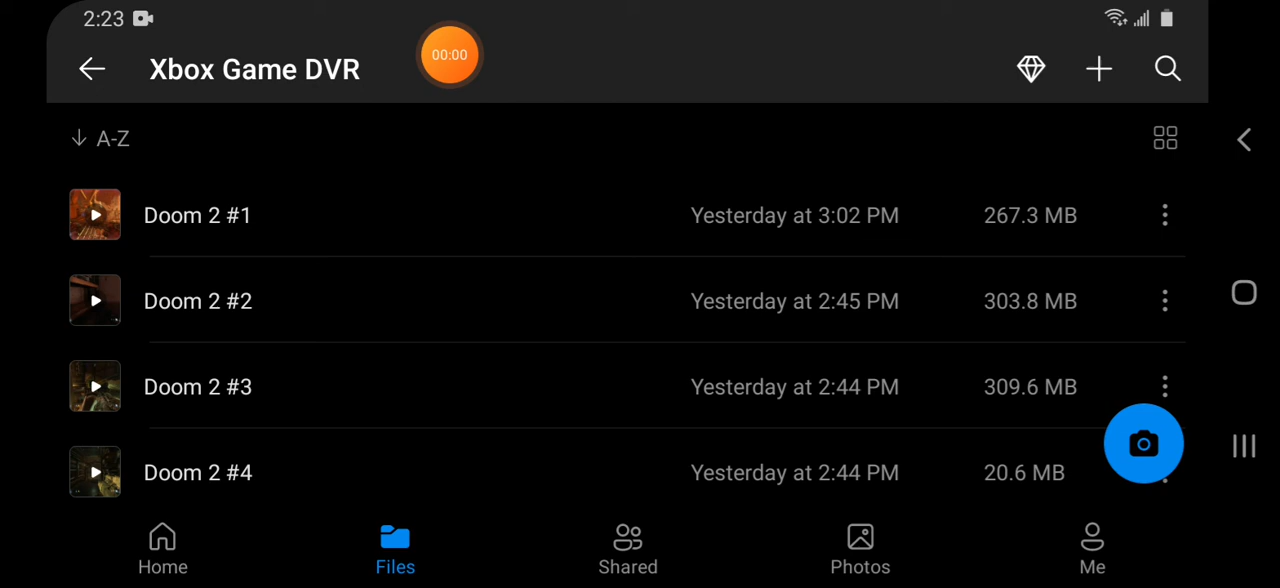 2:23
00:00
Xbox Game DVR
A-Z
Doom 2 #1 Yesterday at 3:02 PM 267.3 MB
Doom 2 #2 Yesterday at 2:45 PM 303.8 MB
Doom 2 #3 Yesterday at 2:44 PM 309.6 MB
Doom 2 #4 Yesterday at 2:44 PM 20.6 MB
Home Files Shared Photos Me